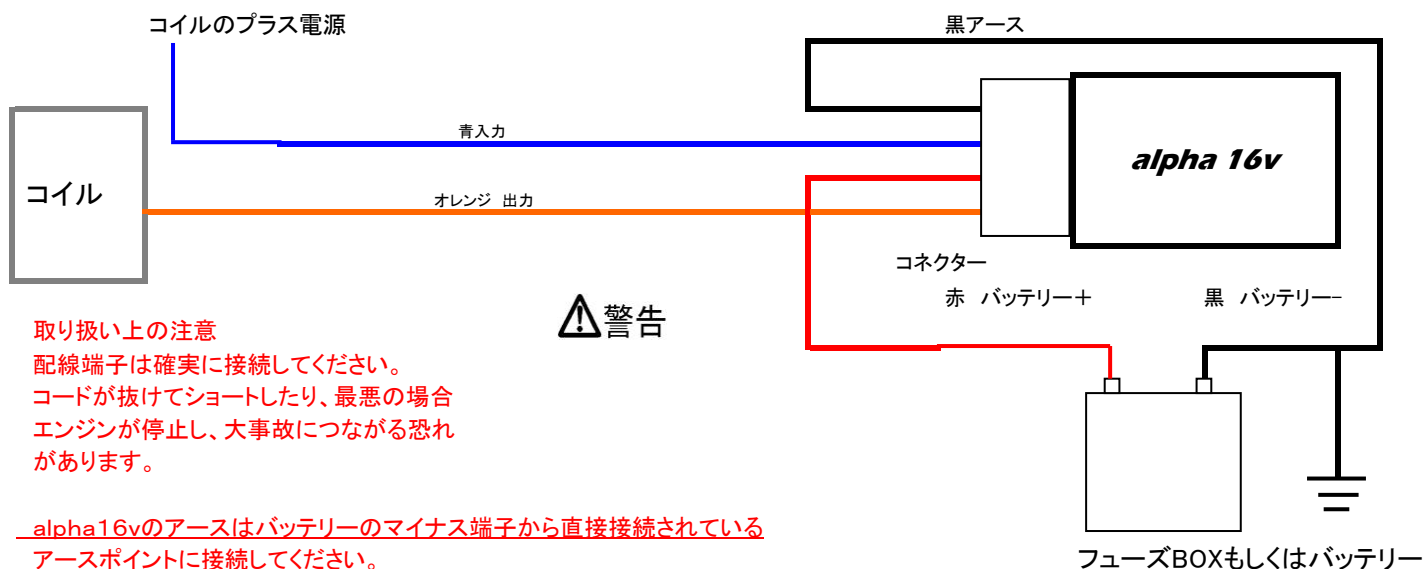 コイルのプラス電源
黒アース
青入力
alpha 16v
コイル
オレンジ 出力
コネクター
赤 バッテリー＋
黒 バッテリー−
警告
取り扱い上の注意
配線端子は確実に接続してください。
コードが抜けてショートしたり、最悪の場合
エンジンが停止し、大事故につながる恐れ
があります。
alpha16vのアースはバッテリーのマイナス端子から直接接続されている
アースポイントに接続してください。
フューズBOXもしくはバッテリー